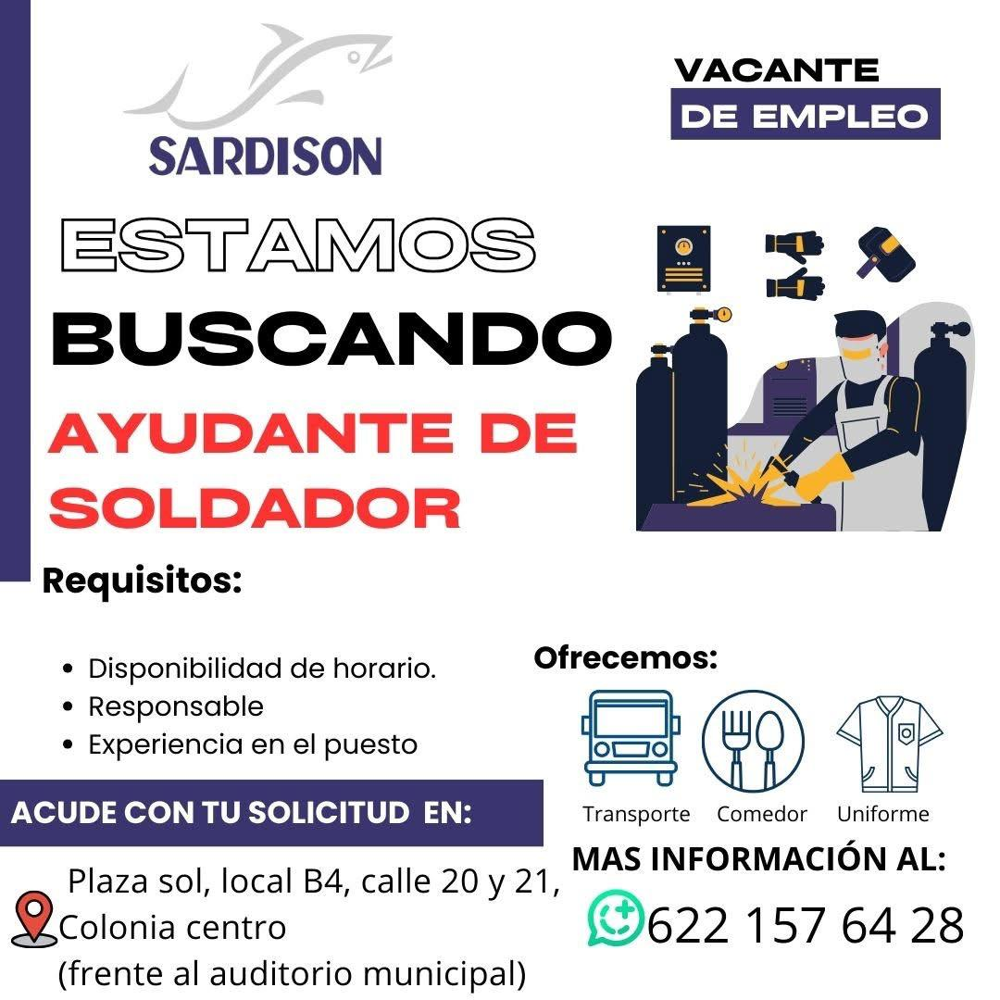 SARDISON
VACANTE
DE EMPLEO
ESTAMOS
BUSCANDO
AYUDANTE DE
SOLDADOR
Requisitos:
Disponibilidad de horario.
Responsable
Experiencia en el puesto
Ofrecemos:
Transporte
Comedor
Uniforme
ACUDE CON TU SOLICITUD EN:
Plaza sol, local B4, calle 20 y 21,
Colonia centro
(frente al auditorio municipal)
MAS INFORMACIÓN AL:
622 157 64 28